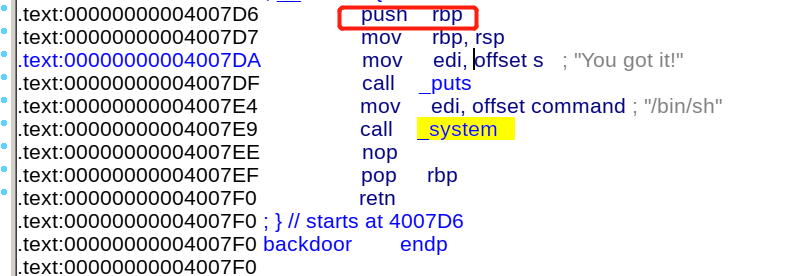 .text:00000000004007D6 push rbp
.text:00000000004007D7 mov rbp, rsp
.text:00000000004007DA mov edi, offset s ; "You got it!"
.text:00000000004007DF call _puts
.text:00000000004007E4 mov edi, offset command ; "/bin/sh"
.text:00000000004007E9 call _system
.text:00000000004007EE nop
.text:00000000004007EF pop rbp
.text:00000000004007F0 retn
.text:00000000004007F0 ; } // starts at 4007D6
.text:00000000004007F0 backdoor endp
.text:00000000004007F0